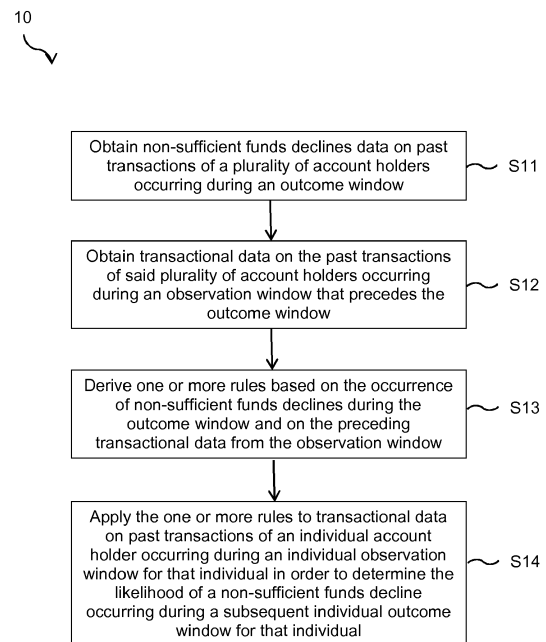 10
Obtain non-sufficient funds declines data on past
transactions of a plurality of account holders
occurring during an outcome window
S11
Obtain transactional data on the past transactions
of said plurality of account holders occurring
during an observation window that precedes the
outcome window
S12
Derive one or more rules based on the occurrence
of non-sufficient funds declines during the
outcome window and on the preceding
transactional data from the observation window
S13
Apply the one or more rules to transactional data
on past transactions of an individual account
holder occurring during an individual observation
window for that individual in order to determine the
likelihood of a non-sufficient funds decline
occurring during a subsequent individual outcome
window for that individual
S14